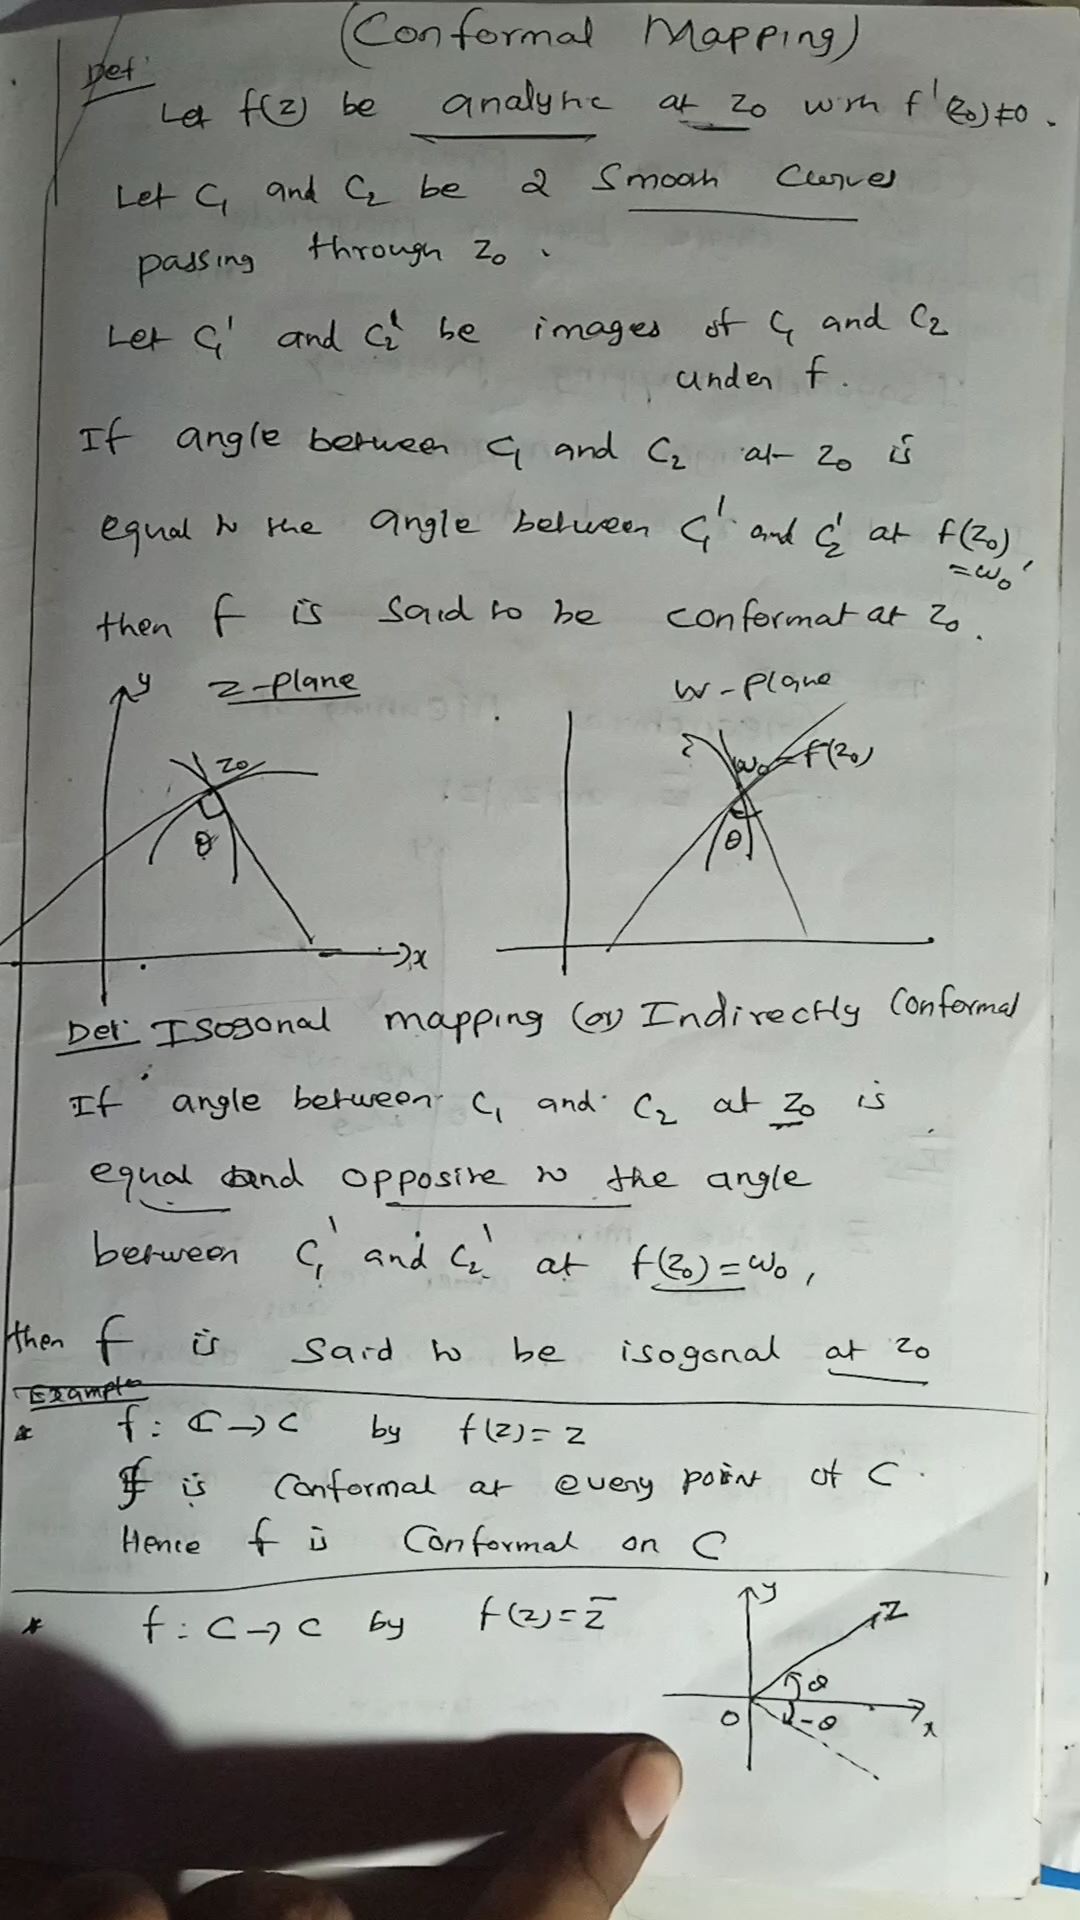 (Conformal Mapping)
Def:
Let f(z) be analytic at z₀ with f'(z₀)≠0.
Let C₁ and C₂ be 2 Smooth Curves
passing through z₀.
Let C₁' and C₂' be images of C₁ and C₂
under f.
If angle between C₁ and C₂ at z₀ is
equal to the angle between C₁' and C₂' at f(z₀)
=w₀,
then f is said to be conformal at z₀.
y z-plane
w-plane
z₀
w₀=f(z₀)
θ
θ
x
Def: Isogonal mapping (or) Indirectly Conformal
If angle between C₁ and C₂ at z₀ is
equal and opposite to the angle
between C₁' and C₂' at f(z₀)=w₀,
then f is said to be isogonal at z₀
Example
* f: C→C by f(z)=z
f is Conformal at every point of C.
Hence f is Conformal on C
* f: C→C by f(z)=z̄
y
z
θ
O -θ x